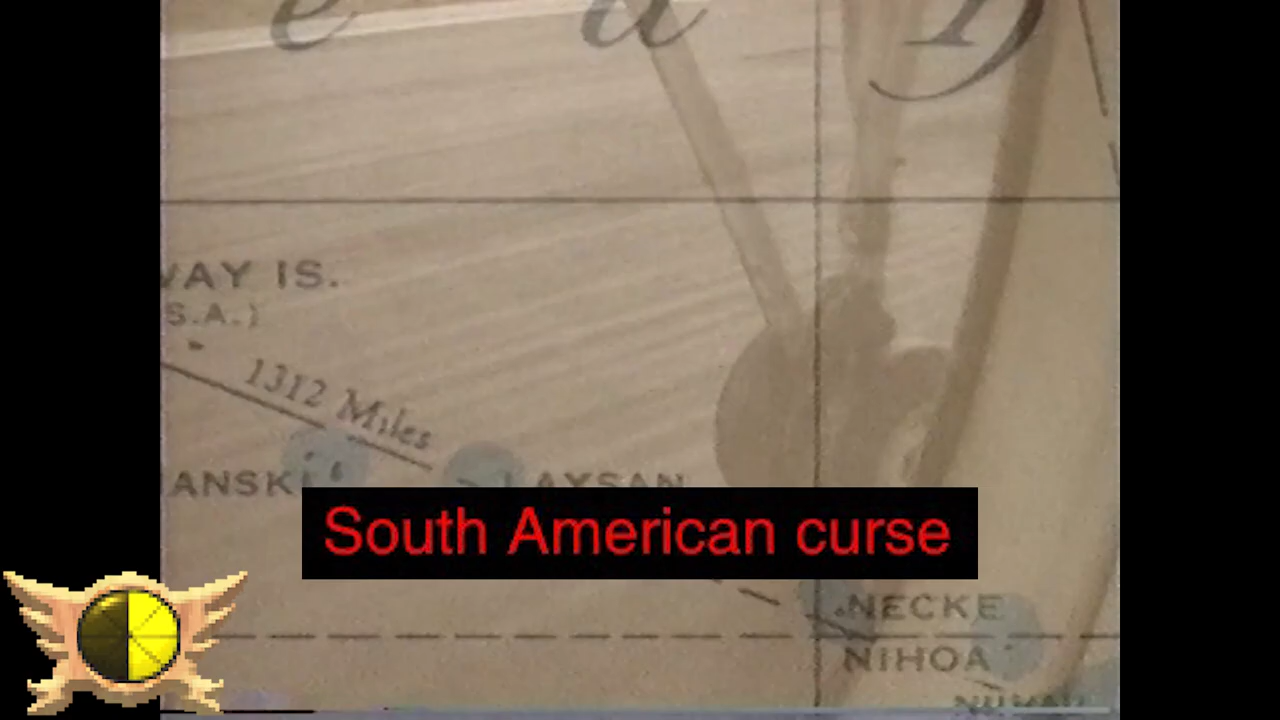 e a n
WAY IS.
S.A.)
1312 Miles
ANSKI
LAYSAN
South American curse
NECKE
NIHOA